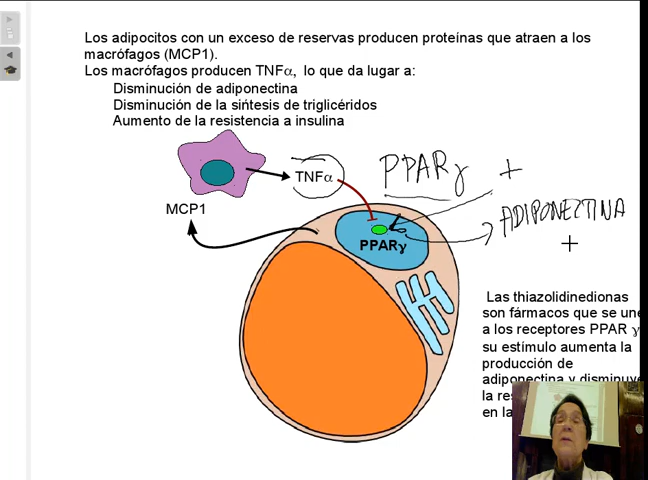 Los adipocitos con un exceso de reservas producen proteínas que atraen a los
macrófagos (MCP1).
Los macrófagos producen TNFα, lo que da lugar a:
Disminución de adiponectina
Disminución de la síntesis de triglicéridos
Aumento de la resistencia a insulina
TNFα
PPARγ +
MCP1
ADIPONECTINA
+
PPARγ
Las thiazolidinedionas
son fármacos que se une
a los receptores PPAR γ
su estímulo aumenta la
producción de
adiponectina y disminuye
la
en la